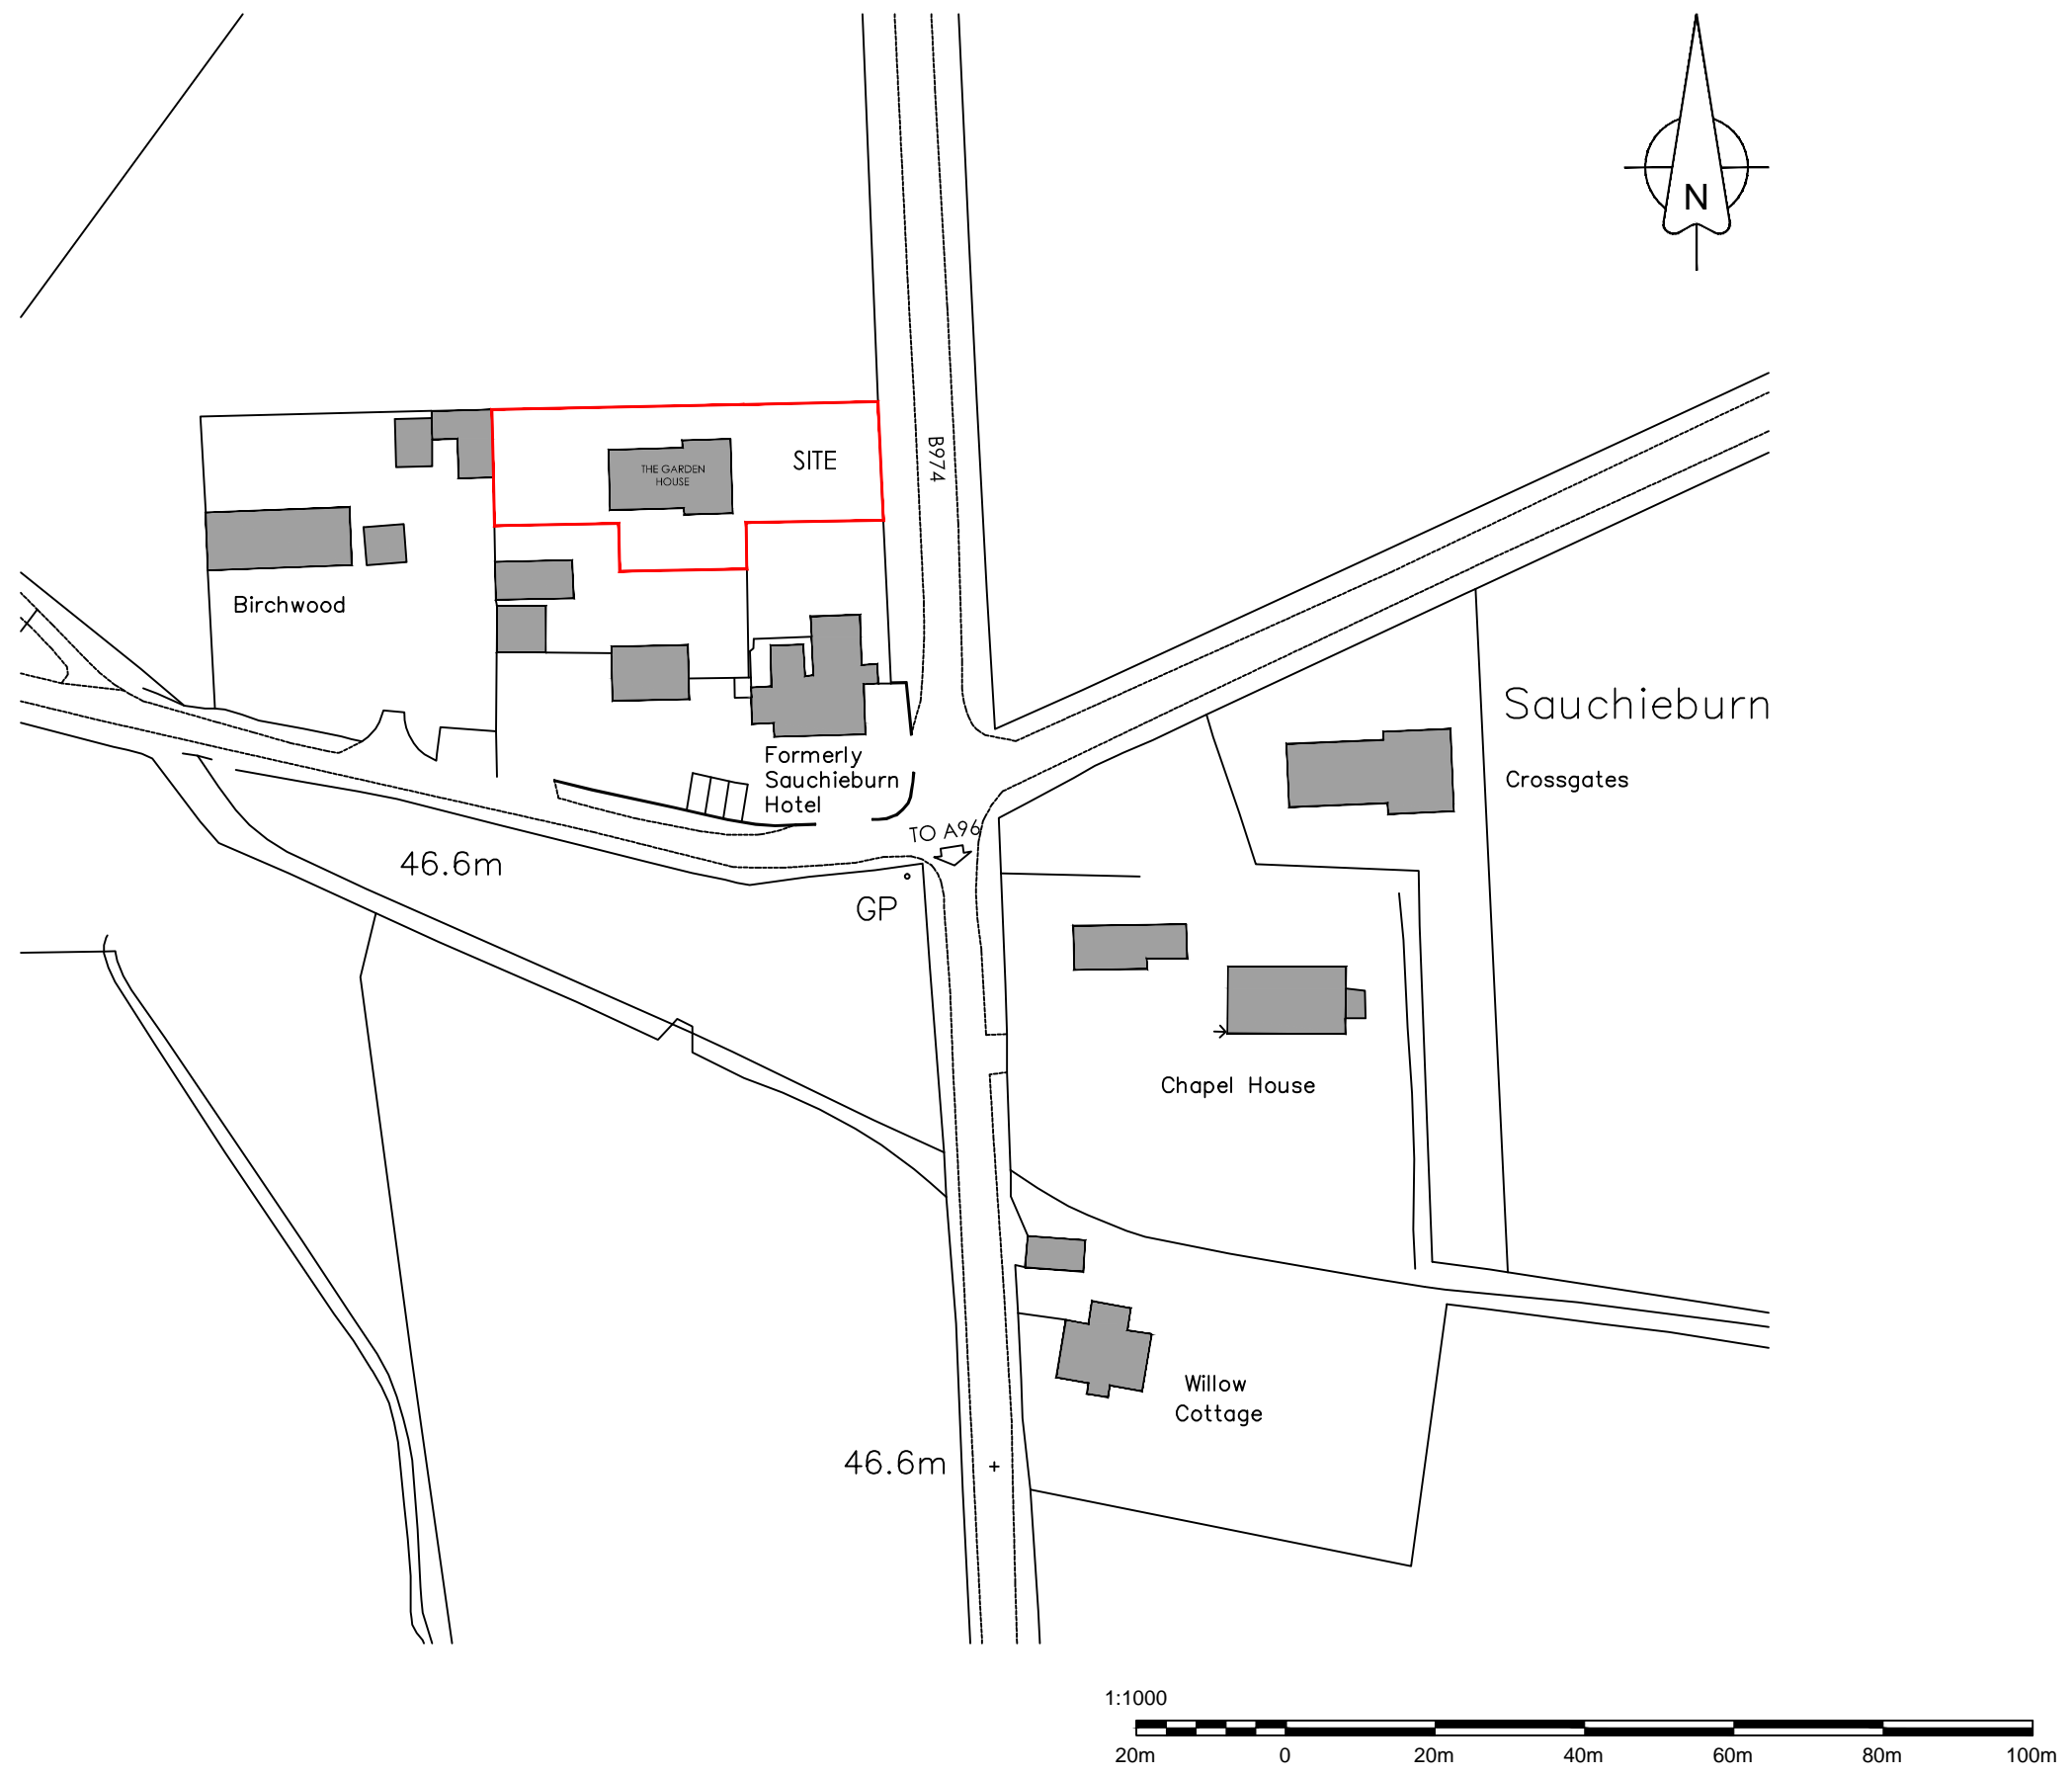 N
B974
SITE
THE GARDEN
HOUSE
Birchwood
Sauchieburn
Formerly
Sauchieburn
Hotel
Crossgates
TO A96
46.6m
GP
Chapel House
Willow
Cottage
46.6m
1:1000
20m 0 20m 40m 60m 80m 100m